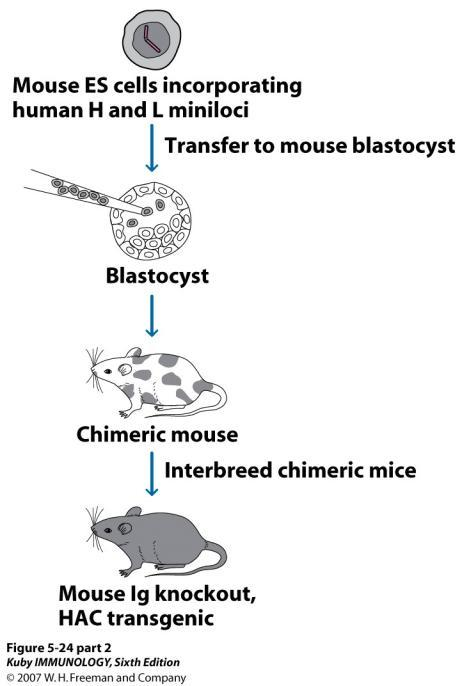 Mouse ES cells incorporating
human H and L miniloci
Transfer to mouse blastocyst
Blastocyst
Chimeric mouse
Interbreed chimeric mice
Mouse Ig knockout,
HAC transgenic
Figure 5-24 part 2
Kuby IMMUNOLOGY, Sixth Edition
© 2007 W. H. Freeman and Company